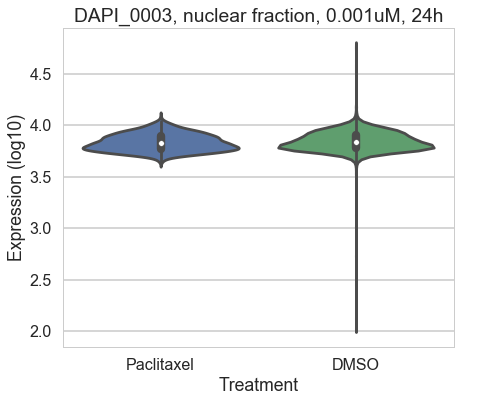 DAPI_0003, nuclear fraction, 0.001uM, 24h
Expression (log10)
4.5
4.0
3.5
3.0
2.5
2.0
Paclitaxel DMSO
Treatment